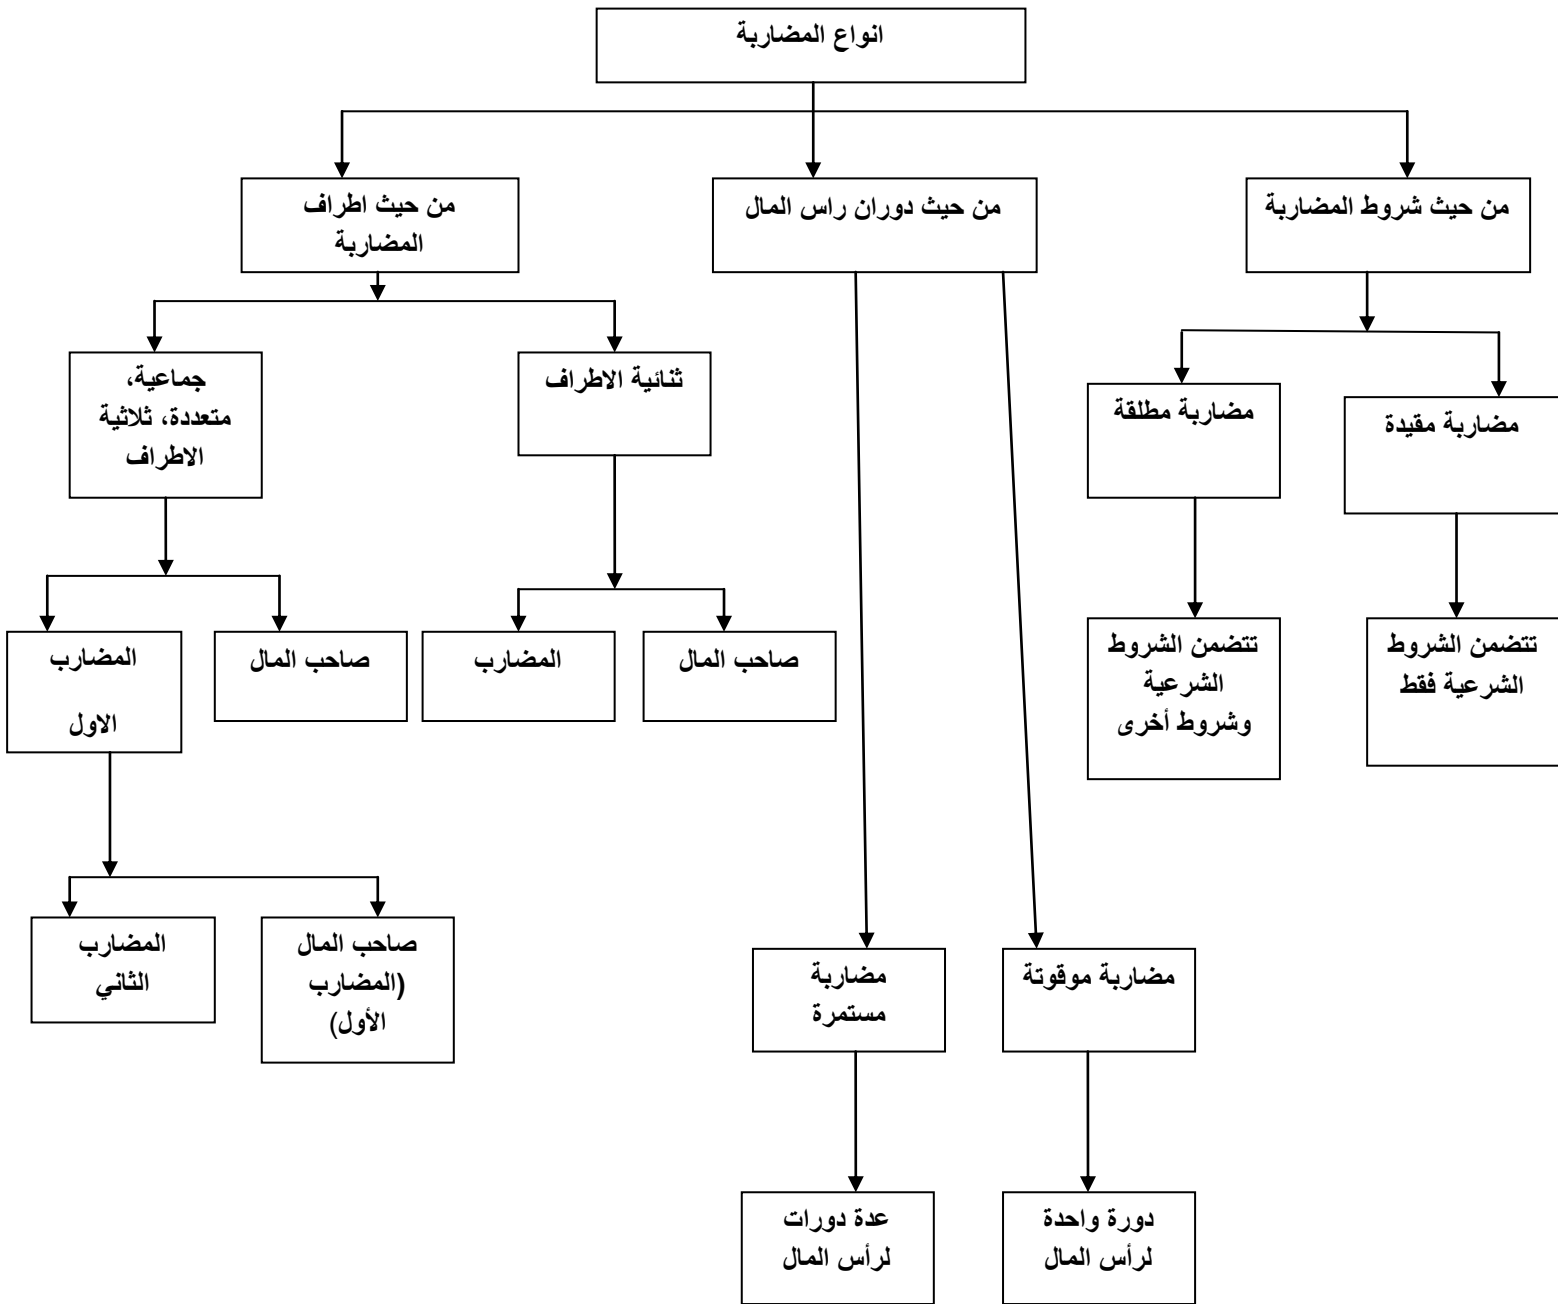 انواع المضاربة
من حيث شروط المضاربة
من حيث دوران راس المال
من حيث اطراف
المضاربة
مضاربة مقيدة
مضاربة مطلقة
ثنائية الاطراف
جماعية،
متعددة، ثلاثية
الاطراف
تتضمن الشروط
الشرعية فقط
تتضمن الشروط
الشرعية
وشروط أخرى
صاحب المال
المضارب
صاحب المال
المضارب
الاول
صاحب المال
(المضارب
الأول)
المضارب
الثاني
مضاربة موقوتة
مضاربة
مستمرة
دورة واحدة
لرأس المال
عدة دورات
لرأس المال